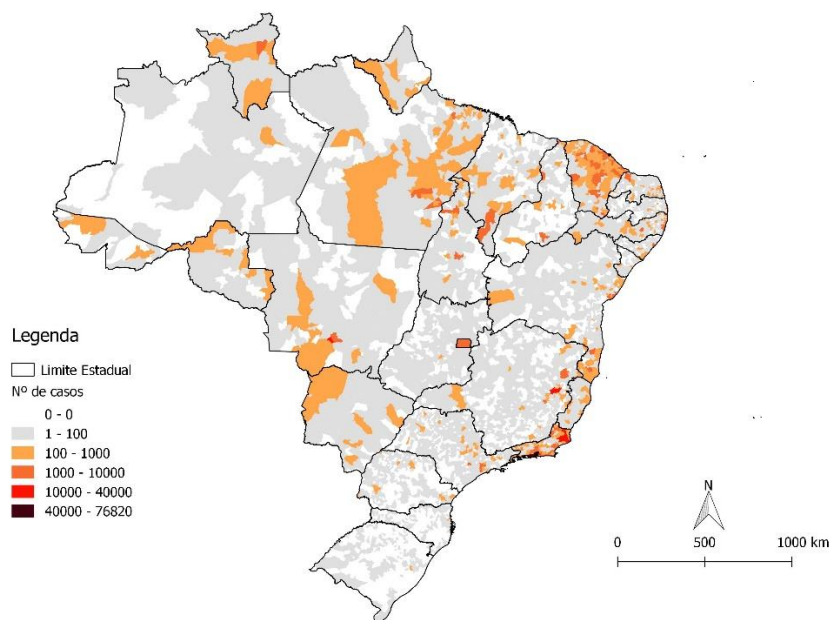 Legenda
Limite Estadual
Nº de casos
0 - 0
1 - 100
100 - 1000
1000 - 10000
10000 - 40000
40000 - 76820
N
0 500 1000 km